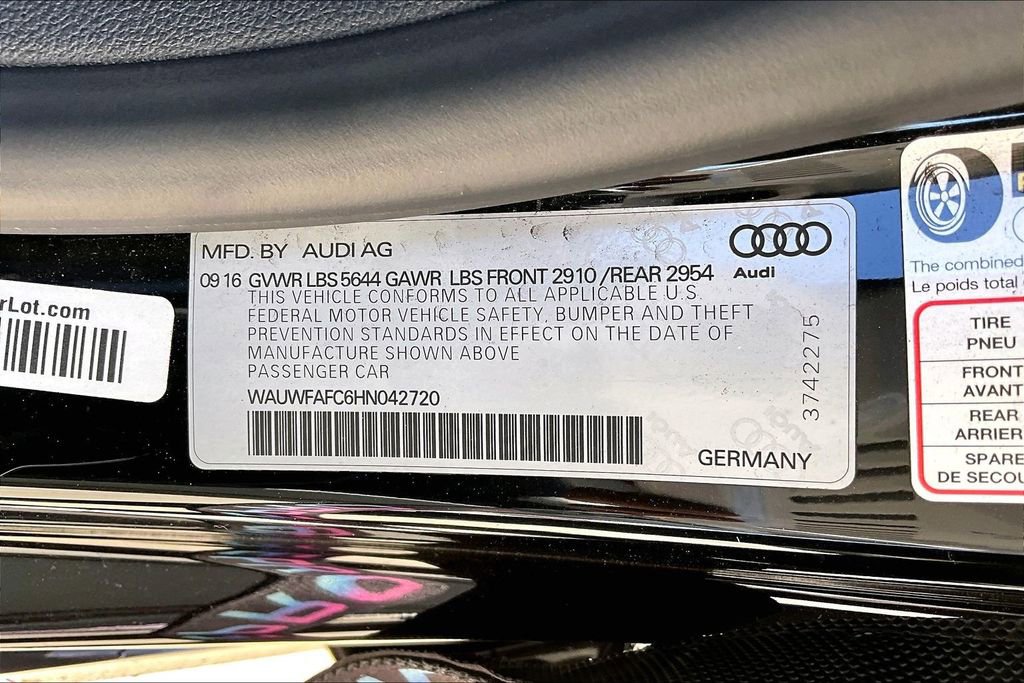 MFD. BY AUDI AG
09 16 GVWR LBS 5644 GAWR LBS FRONT 2910 /REAR 2954
Audi
THIS VEHICLE CONFORMS TO ALL APPLICABLE U.S.
FEDERAL MOTOR VEHICLE SAFETY, BUMPER AND THEFT
PREVENTION STANDARDS IN EFFECT ON THE DATE OF
MANUFACTURE SHOWN ABOVE
PASSENGER CAR
WAUWFAFC6HN042720
GERMANY
3742275
rLot.com
The combined
Le poids total
TIRE
PNEU
FRONT
AVANT
REAR
ARRIER
SPARE
DE SECOU